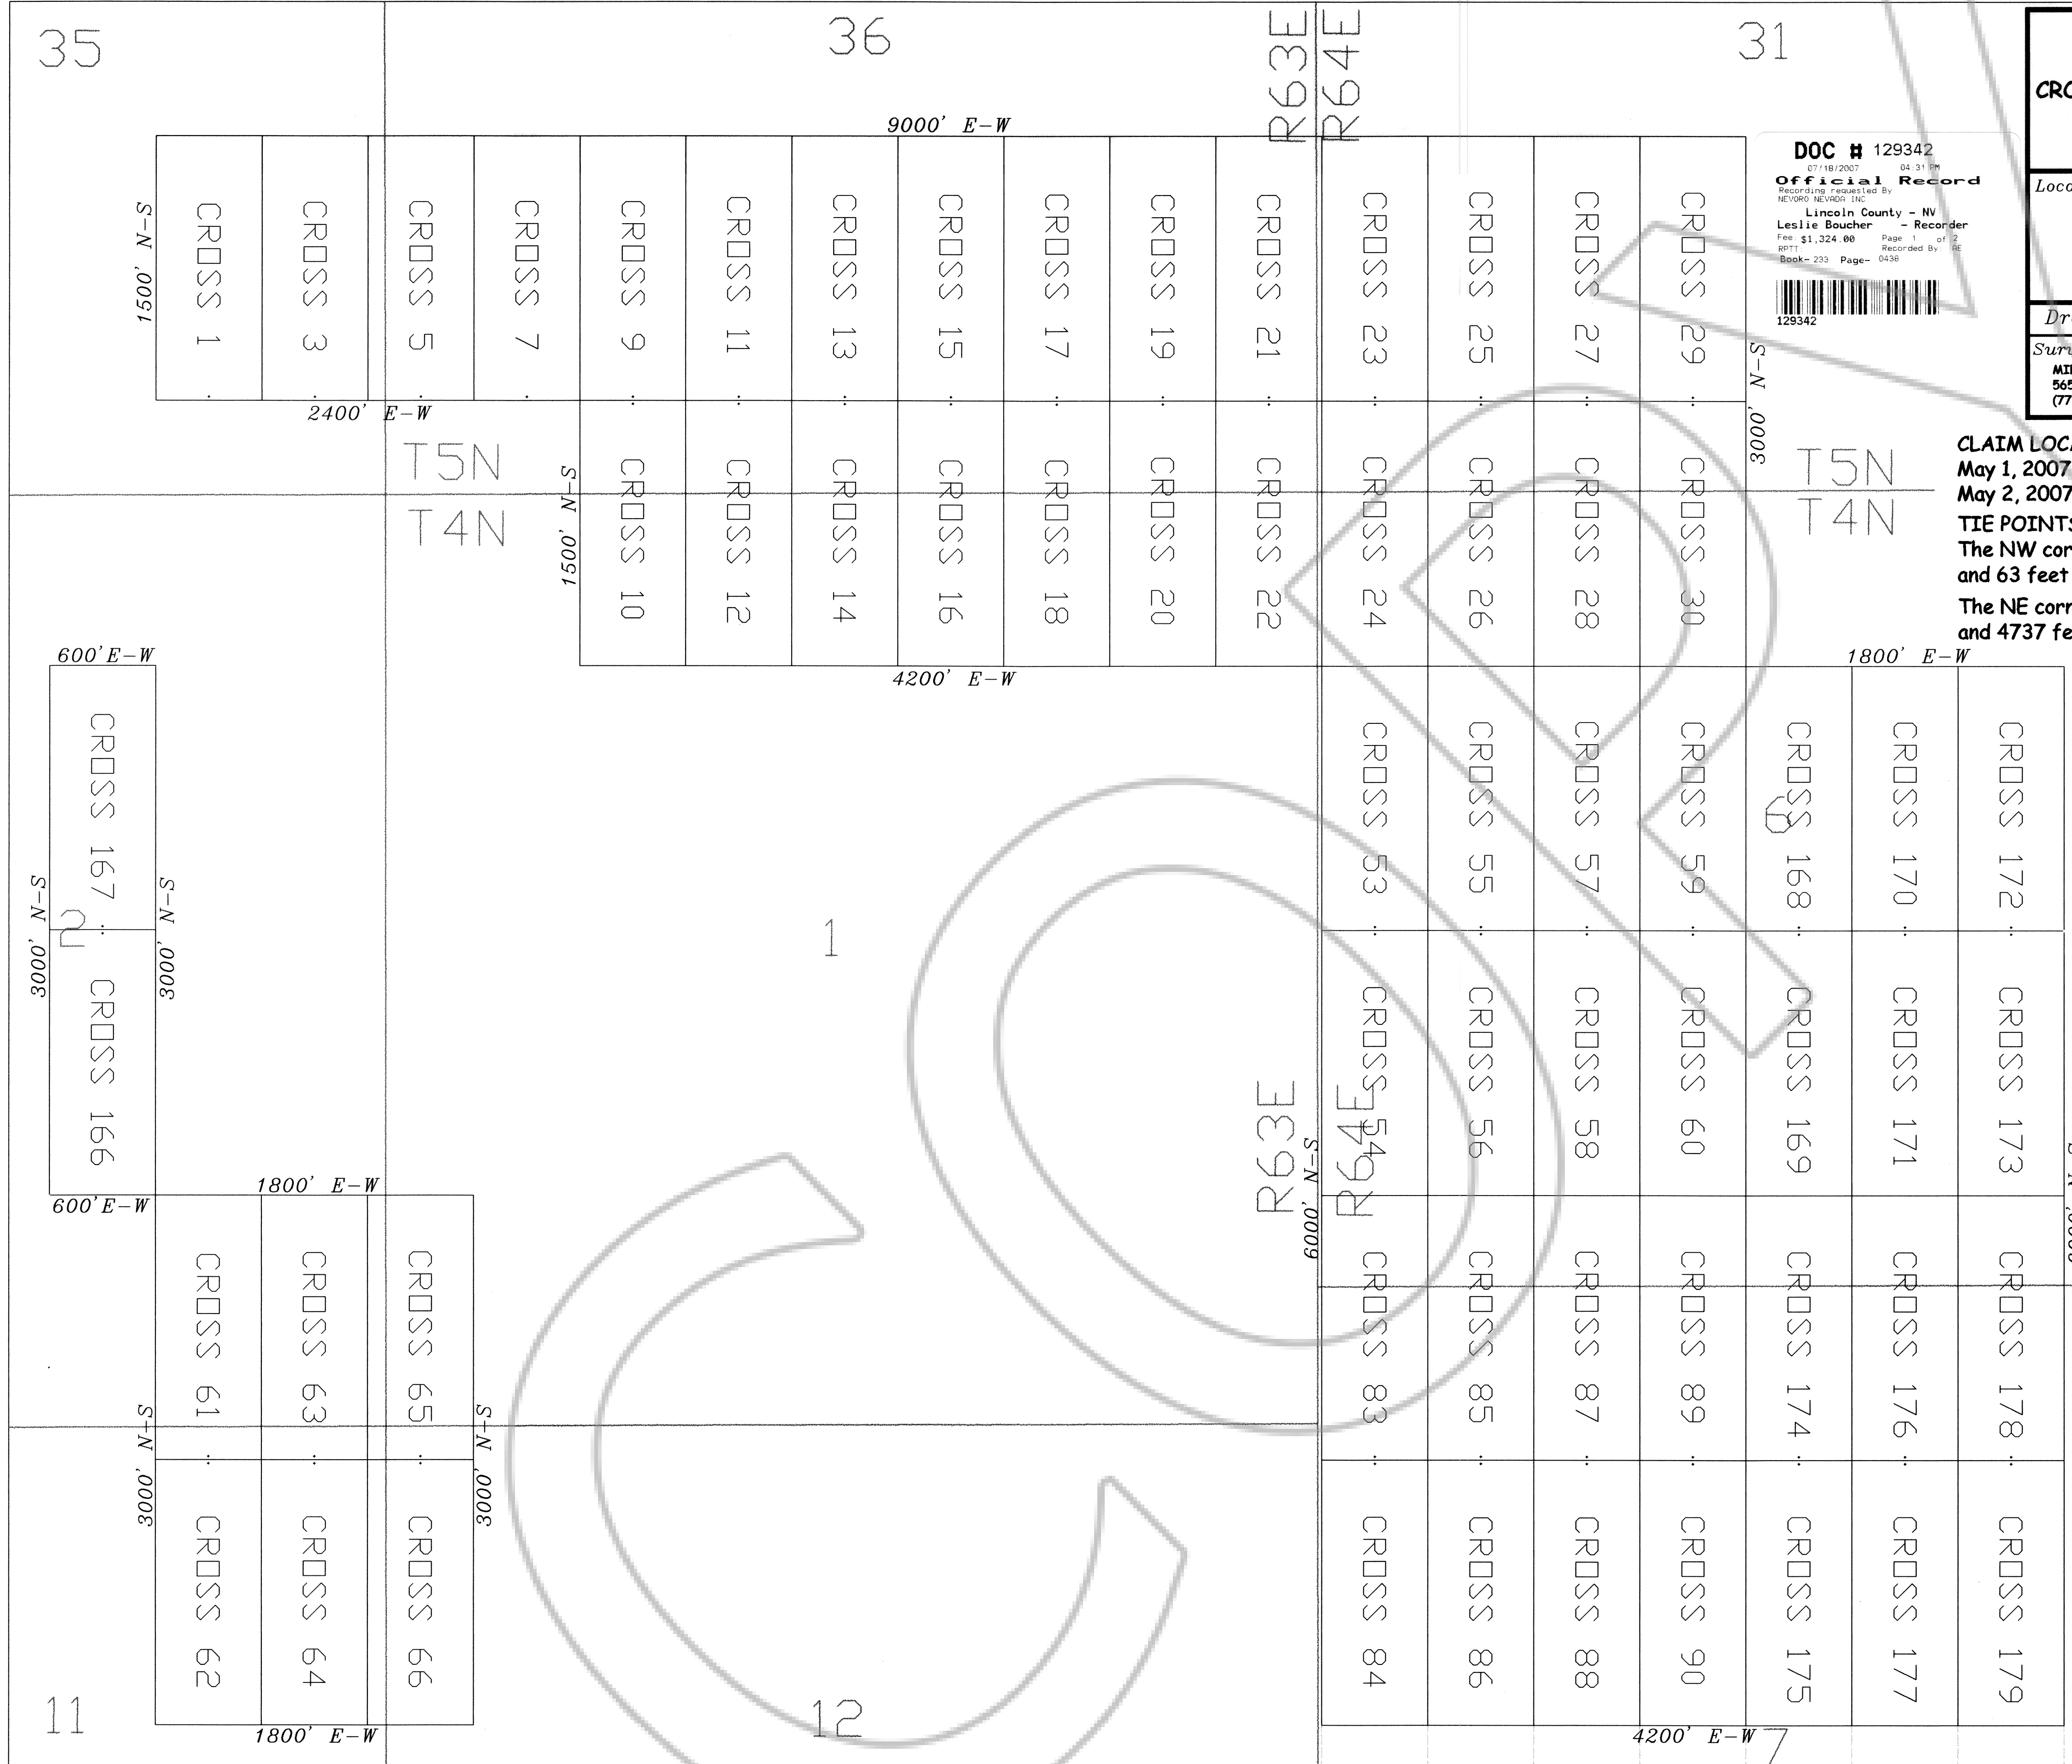 35
36
31
R63E
R64E
CRO
9000' E-W
DOC # 129342
07/18/2007 04:31 PM
Official Record
Recording requested By
NEVORO NEVADA INC
Lincoln County - NV
Leslie Boucher - Recorder
Fee: $1,324.00 Page 1 of 2
RPTT: Recorded By: AE
Book- 233 Page- 0438
129342
1500' N-S
CROSS 1
CROSS 3
CROSS 5
CROSS 7
CROSS 9
CROSS 11
CROSS 13
CROSS 15
CROSS 17
CROSS 19
CROSS 21
CROSS 23
CROSS 25
CROSS 27
CROSS 29
3000' N-S
2400' E-W
T5N
T4N
1500' N-S
CROSS 10
CROSS 12
CROSS 14
CROSS 16
CROSS 18
CROSS 20
CROSS 22
CROSS 24
CROSS 26
CROSS 28
CROSS 30
T5N
T4N
CLAIM LOC
May 1, 2007
May 2, 2007
TIE POINTS
The NW cor
and 63 feet
The NE corr
and 4737 fe
600' E-W
4200' E-W
1800' E-W
CROSS 167
CROSS 166
2
3000' N-S
3000' N-S
1
CROSS 53
CROSS 55
CROSS 57
CROSS 59
6
CROSS 168
CROSS 170
CROSS 172
CROSS 54
CROSS 56
CROSS 58
CROSS 60
CROSS 169
CROSS 171
CROSS 173
R63E
R64E
6000' N-S
600' E-W
1800' E-W
CROSS 61
CROSS 63
CROSS 65
CROSS 83
CROSS 85
CROSS 87
CROSS 89
CROSS 174
CROSS 176
CROSS 178
3000' N-S
3000' N-S
CROSS 62
CROSS 64
CROSS 66
CROSS 84
CROSS 86
CROSS 88
CROSS 90
CROSS 175
CROSS 177
CROSS 179
11
1800' E-W
12
4200' E-W
7
COPY